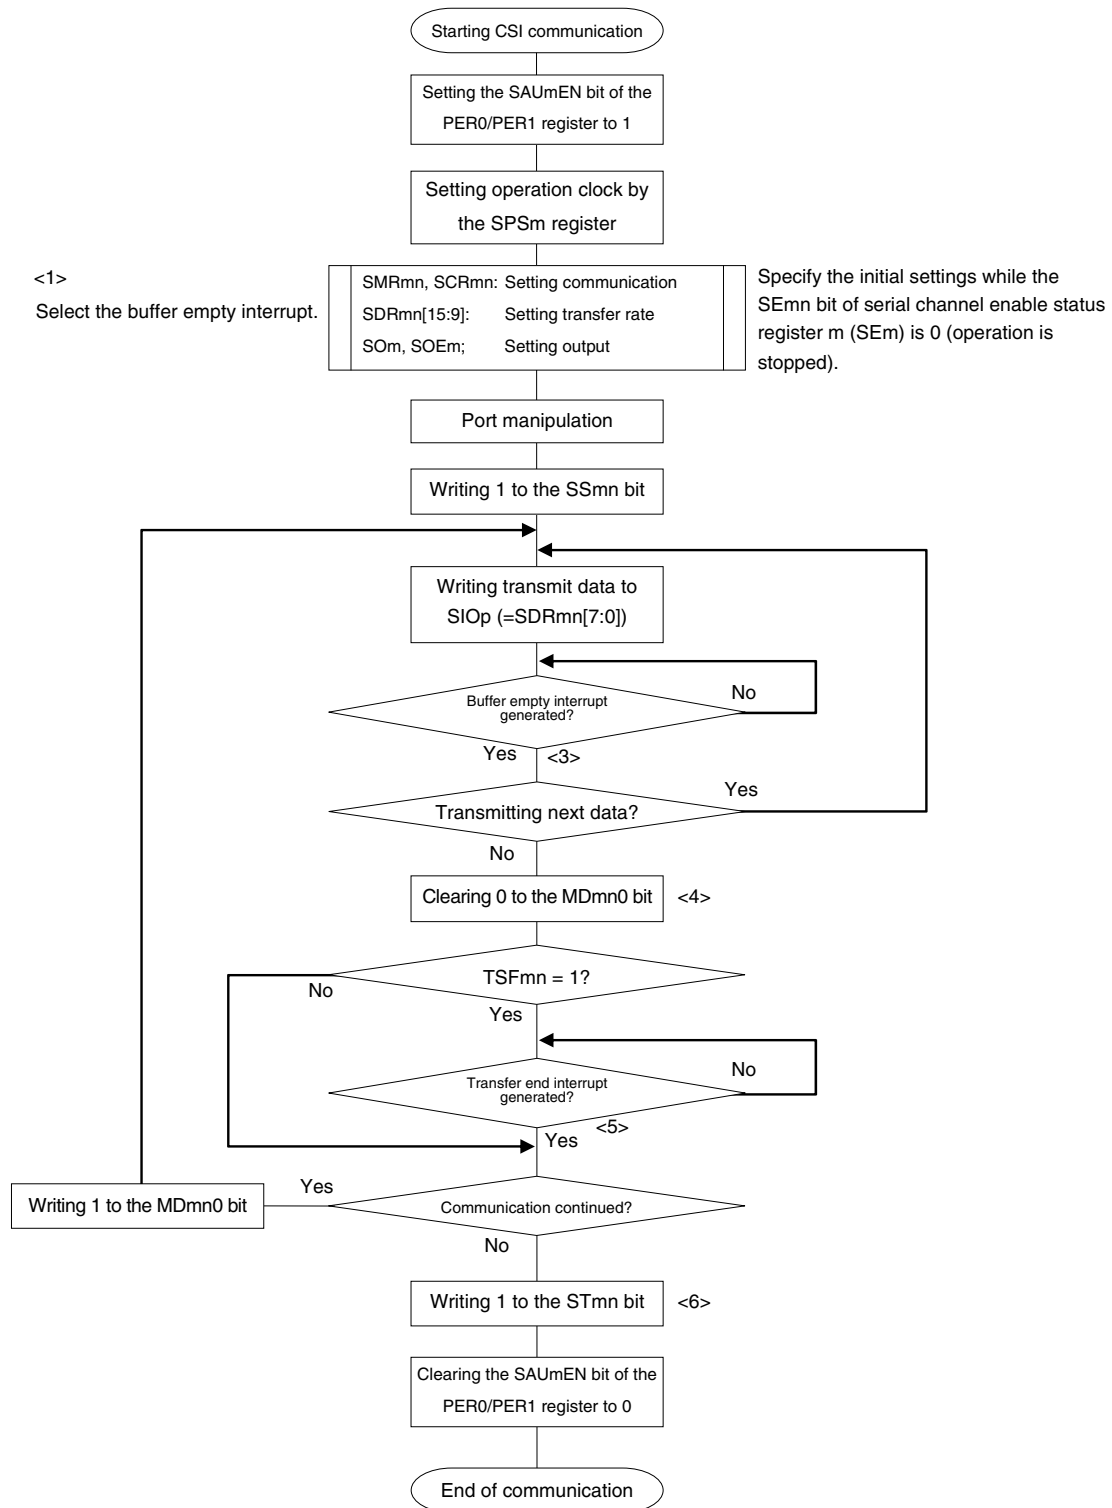 Starting CSI communication
Setting the SAUmEN bit of the
PER0/PER1 register to 1
Setting operation clock by
the SPSm register
<1>
Select the buffer empty interrupt.
SMRmn, SCRmn: Setting communication
SDRmn[15:9]: Setting transfer rate
SOm, SOEm; Setting output
Specify the initial settings while the
SEmn bit of serial channel enable status
register m (SEm) is 0 (operation is
stopped).
Port manipulation
Writing 1 to the SSmn bit
Writing transmit data to
SIOp (=SDRmn[7:0])
Buffer empty interrupt
generated?
No
Yes
<3>
Transmitting next data?
Yes
No
Clearing 0 to the MDmn0 bit
<4>
TSFmn = 1?
No
Yes
Transfer end interrupt
generated?
No
<5>
Yes
Communication continued?
Yes
Writing 1 to the MDmn0 bit
No
Writing 1 to the STmn bit
<6>
Clearing the SAUmEN bit of the
PER0/PER1 register to 0
End of communication